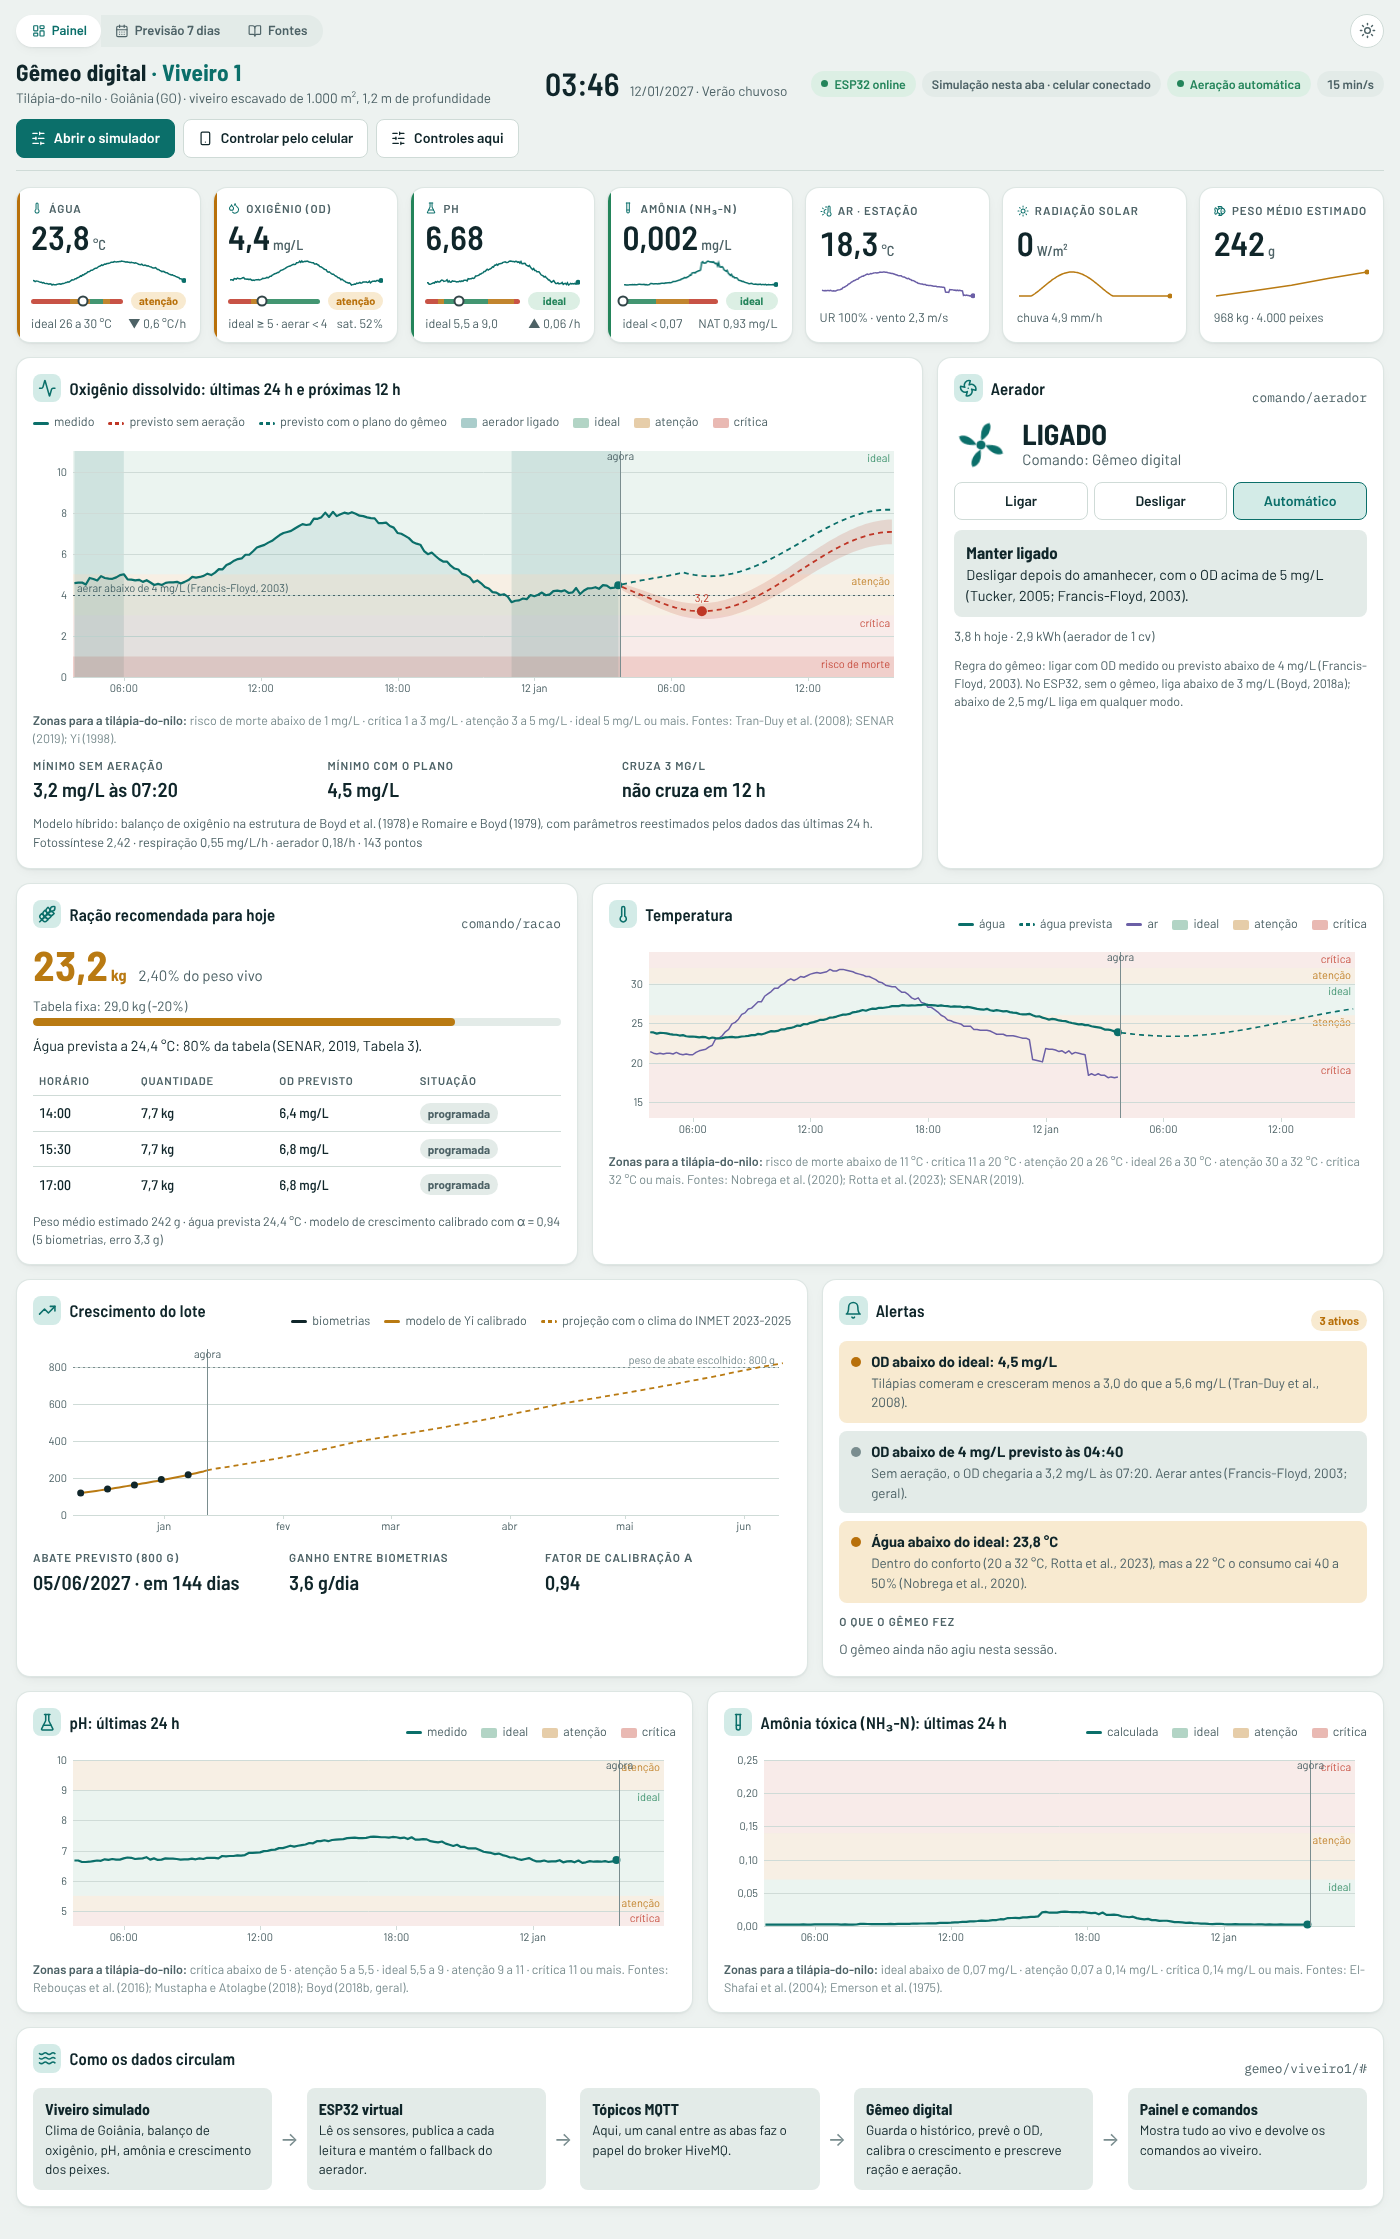 Painel
Previsão 7 dias
Fontes
Gêmeo digital · Viveiro 1
Tilápia-do-nilo · Goiânia (GO) · viveiro escavado de 1.000 m², 1,2 m de profundidade
03:46 12/01/2027 · Verão chuvoso
ESP32 online
Simulação nesta aba · celular conectado
Aeração automática
15 min/s
Abrir o simulador
Controlar pelo celular
Controles aqui
ÁGUA
23,8 °C
atenção
ideal 26 a 30 °C ▼ 0,6 °C/h
OXIGÊNIO (OD)
4,4 mg/L
atenção
ideal ≥ 5 · aerar < 4 sat. 52%
PH
6,68
ideal
ideal 5,5 a 9,0 ▲ 0,06 /h
AMÔNIA (NH₃-N)
0,002 mg/L
ideal
ideal < 0,07 NAT 0,93 mg/L
AR · ESTAÇÃO
18,3 °C
UR 100% · vento 2,3 m/s
RADIAÇÃO SOLAR
0 W/m²
chuva 4,9 mm/h
PESO MÉDIO ESTIMADO
242 g
968 kg · 4.000 peixes
Oxigênio dissolvido: últimas 24 h e próximas 12 h
medido previsto sem aeração previsto com o plano do gêmeo aerador ligado ideal atenção crítica
agora
ideal
10
8
6
atenção
aerar abaixo de 4 mg/L (Francis-Floyd, 2003)
4
3,2
crítica
2
risco de morte
0
06:00 12:00 18:00 12 jan 06:00 12:00
Zonas para a tilápia-do-nilo: risco de morte abaixo de 1 mg/L · crítica 1 a 3 mg/L · atenção 3 a 5 mg/L · ideal 5 mg/L ou mais. Fontes: Tran-Duy et al. (2008); SENAR
(2019); Yi (1998).
MÍNIMO SEM AERAÇÃO
3,2 mg/L às 07:20
MÍNIMO COM O PLANO
4,5 mg/L
CRUZA 3 MG/L
não cruza em 12 h
Modelo híbrido: balanço de oxigênio na estrutura de Boyd et al. (1978) e Romaire e Boyd (1979), com parâmetros reestimados pelos dados das últimas 24 h.
Fotossíntese 2,42 · respiração 0,55 mg/L/h · aerador 0,18/h · 143 pontos
Aerador
comando/aerador
LIGADO
Comando: Gêmeo digital
Ligar
Desligar
Automático
Manter ligado
Desligar depois do amanhecer, com o OD acima de 5 mg/L
(Tucker, 2005; Francis-Floyd, 2003).
3,8 h hoje · 2,9 kWh (aerador de 1 cv)
Regra do gêmeo: ligar com OD medido ou previsto abaixo de 4 mg/L (Francis-
Floyd, 2003). No ESP32, sem o gêmeo, liga abaixo de 3 mg/L (Boyd, 2018a);
abaixo de 2,5 mg/L liga em qualquer modo.
Ração recomendada para hoje
comando/racao
23,2 kg 2,40% do peso vivo
Tabela fixa: 29,0 kg (-20%)
Água prevista a 24,4 °C: 80% da tabela (SENAR, 2019, Tabela 3).
HORÁRIO QUANTIDADE OD PREVISTO SITUAÇÃO
14:00 7,7 kg 6,4 mg/L programada
15:30 7,7 kg 6,8 mg/L programada
17:00 7,7 kg 6,8 mg/L programada
Peso médio estimado 242 g · água prevista 24,4 °C · modelo de crescimento calibrado com α = 0,94
(5 biometrias, erro 3,3 g)
Temperatura
água água prevista ar ideal atenção crítica
agora
crítica
atenção
30
ideal
25
atenção
20
crítica
15
06:00 12:00 18:00 12 jan 06:00 12:00
Zonas para a tilápia-do-nilo: risco de morte abaixo de 11 °C · crítica 11 a 20 °C · atenção 20 a 26 °C · ideal 26 a 30 °C · atenção 30 a 32 °C · crítica
32 °C ou mais. Fontes: Nobrega et al. (2020); Rotta et al. (2023); SENAR (2019).
Crescimento do lote
biometrias modelo de Yi calibrado projeção com o clima do INMET 2023-2025
agora
peso de abate escolhido: 800 g
800
600
400
200
0
jan fev mar abr mai jun
ABATE PREVISTO (800 G)
05/06/2027 · em 144 dias
GANHO ENTRE BIOMETRIAS
3,6 g/dia
FATOR DE CALIBRAÇÃO Α
0,94
Alertas
3 ativos
OD abaixo do ideal: 4,5 mg/L
Tilápias comeram e cresceram menos a 3,0 do que a 5,6 mg/L (Tran-Duy et al.,
2008).
OD abaixo de 4 mg/L previsto às 04:40
Sem aeração, o OD chegaria a 3,2 mg/L às 07:20. Aerar antes (Francis-Floyd, 2003;
geral).
Água abaixo do ideal: 23,8 °C
Dentro do conforto (20 a 32 °C, Rotta et al., 2023), mas a 22 °C o consumo cai 40 a
50% (Nobrega et al., 2020).
O QUE O GÊMEO FEZ
O gêmeo ainda não agiu nesta sessão.
pH: últimas 24 h
medido ideal atenção crítica
10
agora
atenção
9
ideal
8
7
6
atenção
5
crítica
06:00 12:00 18:00 12 jan
Zonas para a tilápia-do-nilo: crítica abaixo de 5 · atenção 5 a 5,5 · ideal 5,5 a 9 · atenção 9 a 11 · crítica 11 ou mais. Fontes:
Rebouças et al. (2016); Mustapha e Atolagbe (2018); Boyd (2018b, geral).
Amônia tóxica (NH₃-N): últimas 24 h
calculada ideal atenção crítica
0,25
agora
crítica
0,20
0,15
atenção
0,10
ideal
0,05
0,00
06:00 12:00 18:00 12 jan
Zonas para a tilápia-do-nilo: ideal abaixo de 0,07 mg/L · atenção 0,07 a 0,14 mg/L · crítica 0,14 mg/L ou mais. Fontes: El-
Shafai et al. (2004); Emerson et al. (1975).
Como os dados circulam
gemeo/viveiro1/#
Viveiro simulado
Clima de Goiânia, balanço de
oxigênio, pH, amônia e crescimento
dos peixes.
→
ESP32 virtual
Lê os sensores, publica a cada
leitura e mantém o fallback do
aerador.
→
Tópicos MQTT
Aqui, um canal entre as abas faz o
papel do broker HiveMQ.
→
Gêmeo digital
Guarda o histórico, prevê o OD,
calibra o crescimento e prescreve
ração e aeração.
→
Painel e comandos
Mostra tudo ao vivo e devolve os
comandos ao viveiro.